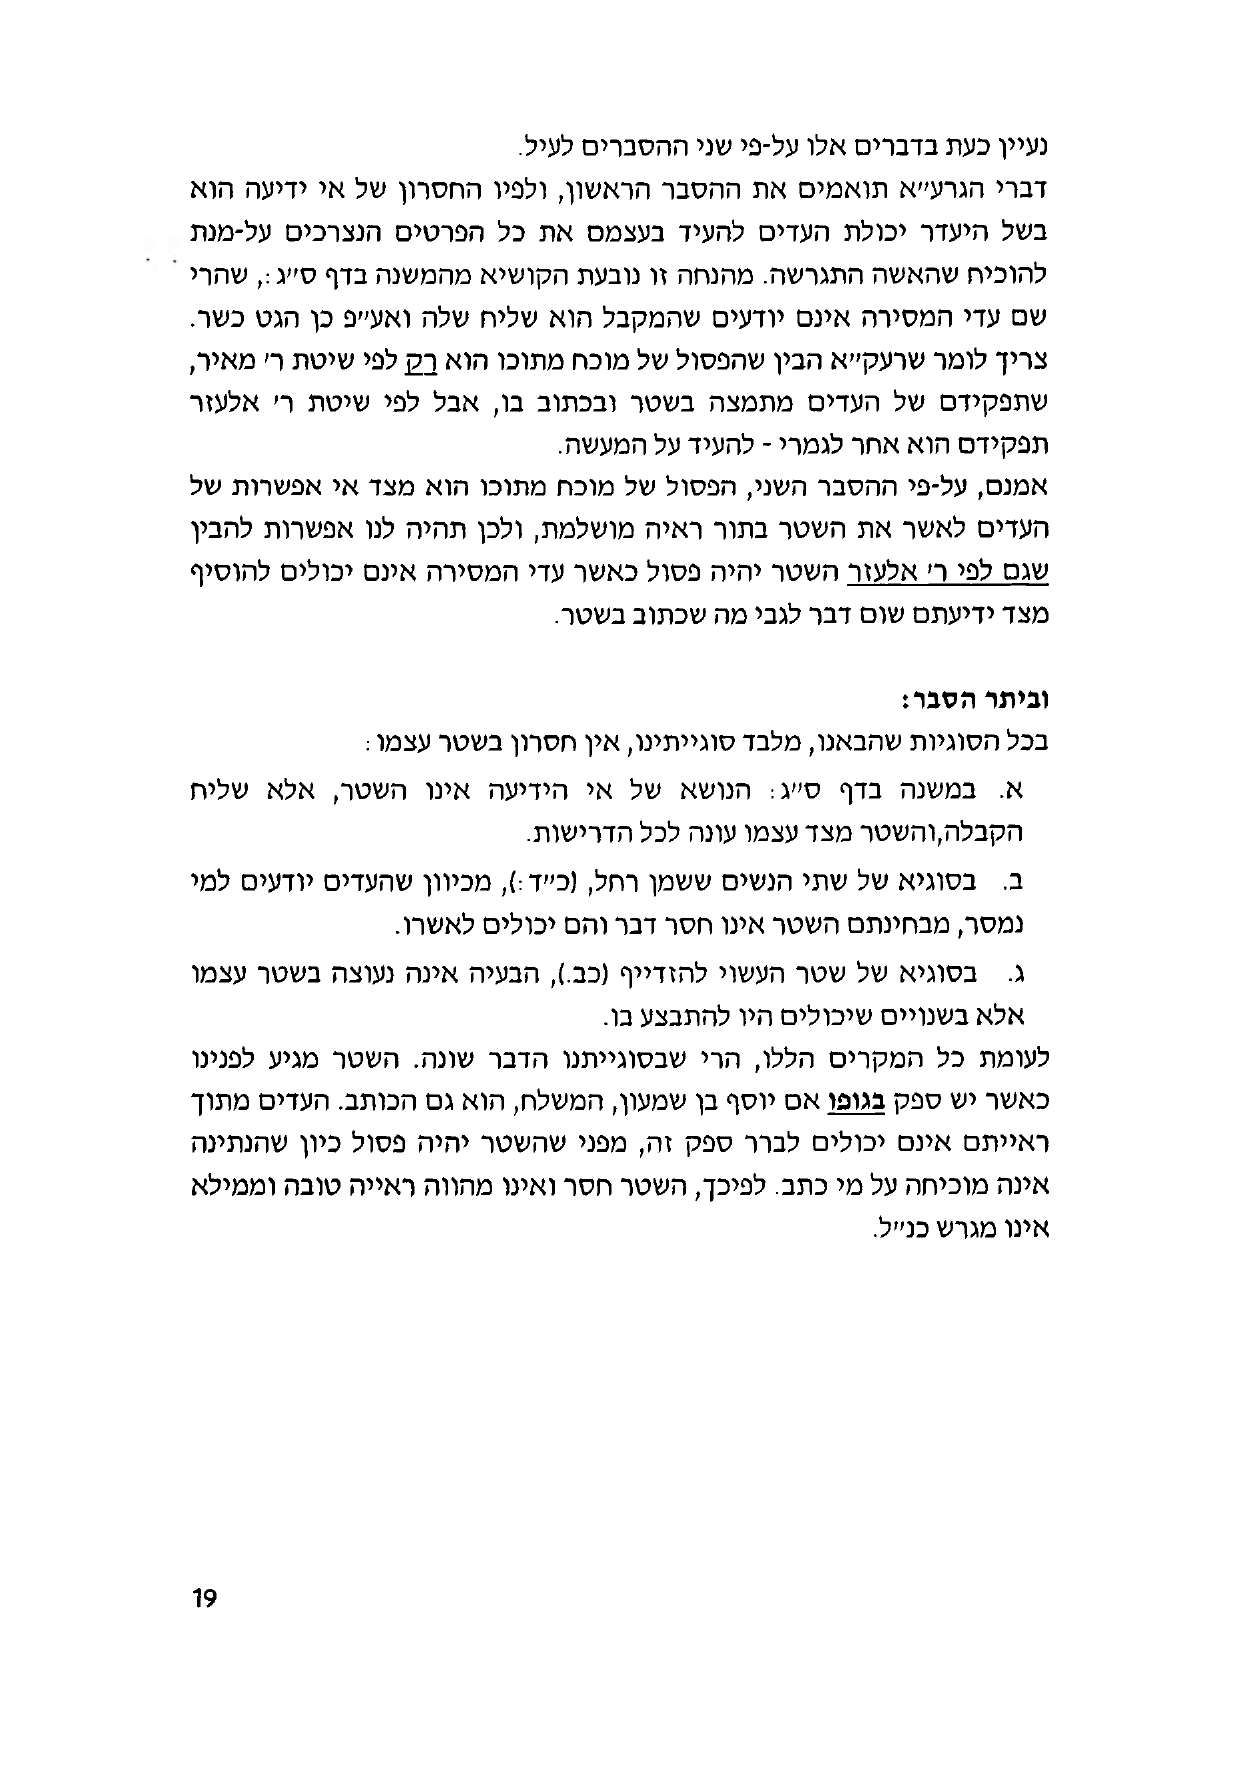 נעיין כעת בדברים אלו על-פי שני ההסברים לעיל.
דברי הגרע״א תואמים את ההסבר הראשון, ולפיו החסרון של אי ידיעה הוא
בשל היעדר יכולת העדים להעיד בעצמם את כל הפרטים הנצרכים על-מנת
להוכיח שהאשה התגרשה. מהנחה זו נובעת הקושיא מהמשנה בדף ס״ג:, שהרי
שם עדי המסירה אינם יודעים שהמקבל הוא שליח שלה ואע״פ כן הגט כשר.
צריך לומר שרעק״א הבין שהפסול של מוכח מתוכו הוא רק לפי שיטת ר' מאיר,
שתפקידם של העדים מתמצה בשטר ובכתוב בו, אבל לפי שיטת ר' אלעזר
תפקידם הוא אחר לגמרי - להעיד על המעשה.
אמנם, על-פי ההסבר השני, הפסול של מוכח מתוכו הוא מצד אי אפשרות של
העדים לאשר את השטר בתור ראיה מושלמת, ולכן תהיה לנו אפשרות להבין
שגם לפי ר' אלעזר השטר יהיה פסול כאשר עדי המסירה אינם יכולים להוסיף
מצד ידיעתם שום דבר לגבי מה שכתוב בשטר.
וביתר הסבר:
בכל הסוגיות שהבאנו, מלבד סוגייתינו, אין חסרון בשטר עצמו:
א. במשנה בדף ס״ג: הנושא של אי הידיעה אינו השטר, אלא שליח
הקבלה,והשטר מצד עצמו עונה לכל הדרישות.
ב. בסוגיא של שתי הנשים ששמן רחל, (כ״ד:), מכיוון שהעדים יודעים למי
נמסר, מבחינתם השטר אינו חסר דבר והם יכולים לאשרו.
ג. בסוגיא של שטר העשוי להזדייף (כב.), הבעיה אינה נעוצה בשטר עצמו
אלא בשנויים שיכולים היו להתבצע בו.
לעומת כל המקרים הללו, הרי שבסוגייתנו הדבר שונה. השטר מגיע לפנינו
כאשר יש ספק בגופו אם יוסף בן שמעון, המשלח, הוא גם הכותב. העדים מתוך
ראייתם אינם יכולים לברר ספק זה, מפני שהשטר יהיה פסול כיון שהנתינה
אינה מוכיחה על מי כתב. לפיכך, השטר חסר ואינו מהווה ראייה טובה וממילא
אינו מגרש כנ״ל.
19